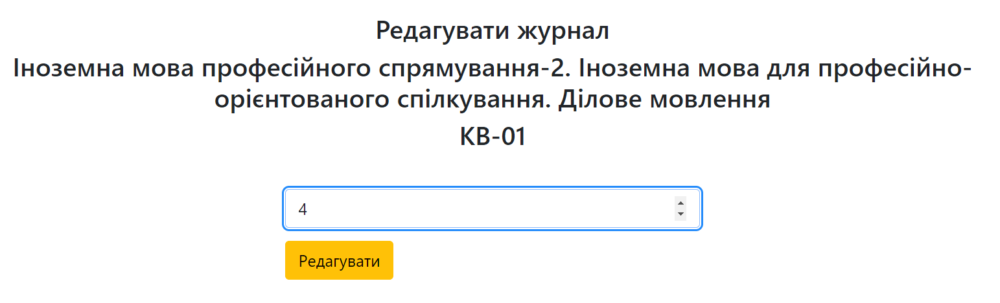 Редагувати журнал
Іноземна мова професійного спрямування-2. Іноземна мова для професійно-
орієнтованого спілкування. Ділове мовлення
КВ-01
4
Редагувати